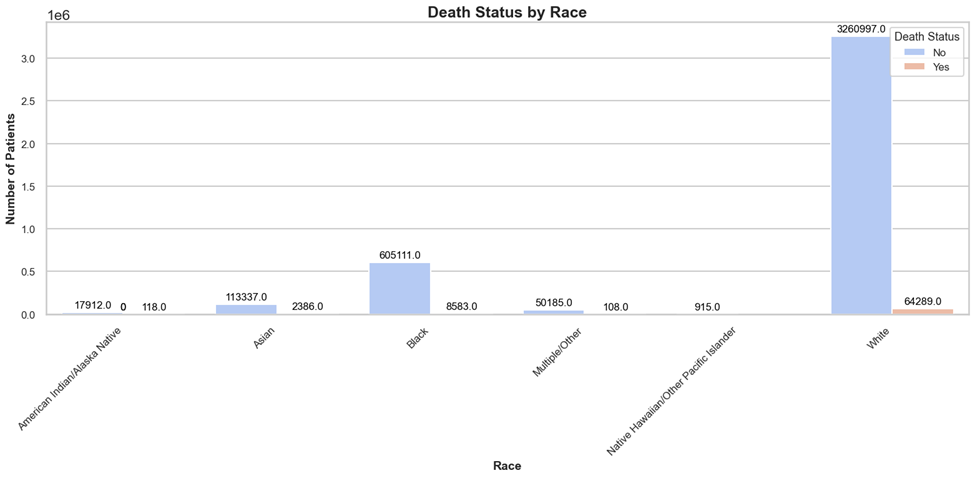 Death Status by Race
1e6
Number of Patients
3.0
2.5
2.0
1.5
1.0
0.5
0.0
17912.0
0
118.0
113337.0
2386.0
605111.0
8583.0
50185.0
108.0
915.0
3260997.0
64289.0
Death Status
No
Yes
American Indian/Alaska Native
Asian
Black
Multiple/Other
Native Hawaiian/Other Pacific Islander
White
Race